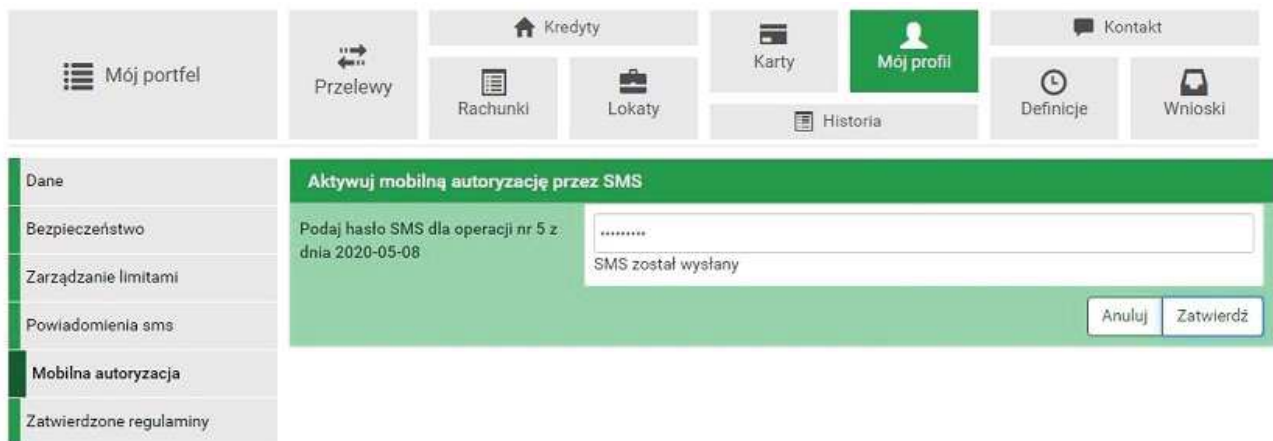 Mój portfel
Przelewy
Kredyty
Rachunki
Lokaty
Karty
Mój profil
Historia
Kontakt
Definicje
Wnioski
Dane
Bezpieczeństwo
Zarządzanie limitami
Powiadomienia sms
Mobilna autoryzacja
Zatwierdzone regulaminy
Aktywuj mobilną autoryzację przez SMS
Podaj hasło SMS dla operacji nr 5 z
dnia 2020-05-08
•••••••••
SMS został wysłany
Anuluj
Zatwierdź